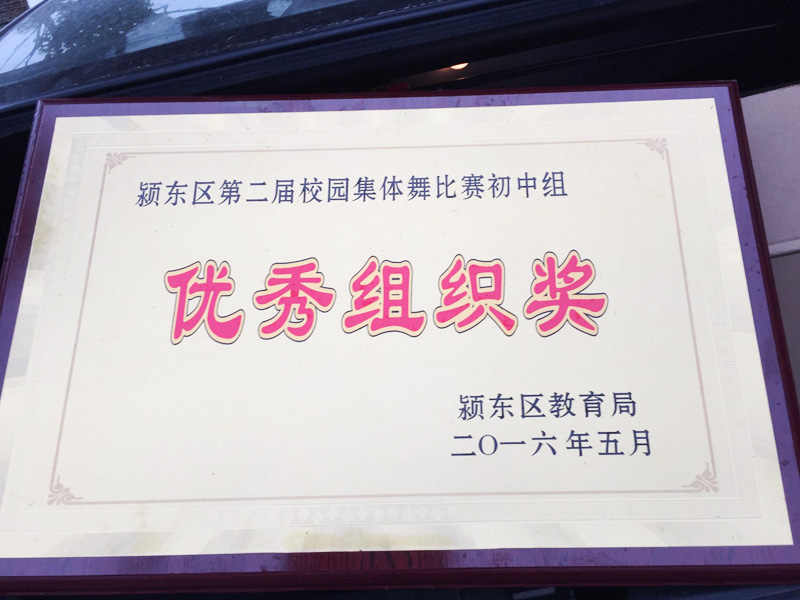 颍东区第二届校园集体舞比赛初中组
优秀组织奖
颍东区教育局
二〇一六年五月